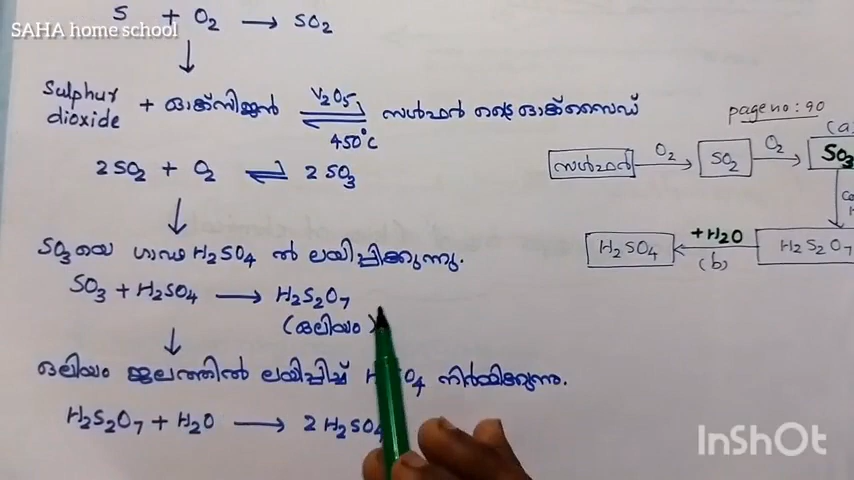 SAHA home school
S + O₂ → SO₂
Sulphur dioxide + ഓക്സിജൻ V₂O₅ ⇌ 450°C സൾഫർ ട്രൈ ഓക്സൈഡ്
2SO₂ + O₂ ⇌ 2SO₃
SO₃ യെ ഗാഢ H₂SO₄ ൽ ലയിപ്പിക്കുന്നു.
SO₃ + H₂SO₄ → H₂S₂O₇
(ഒലിയം)
ഒലിയം ജലത്തിൽ ലയിപ്പിച്ച് H SO₄ നിർമ്മിക്കുന്നു.
H₂S₂O₇ + H₂O → 2H₂SO₄
page no : 90
(a)
സൾഫർ O₂ → SO₂ O₂ → SO₃
H₂SO₄ ← +H₂O H₂S₂O₇
(b)
InShOt